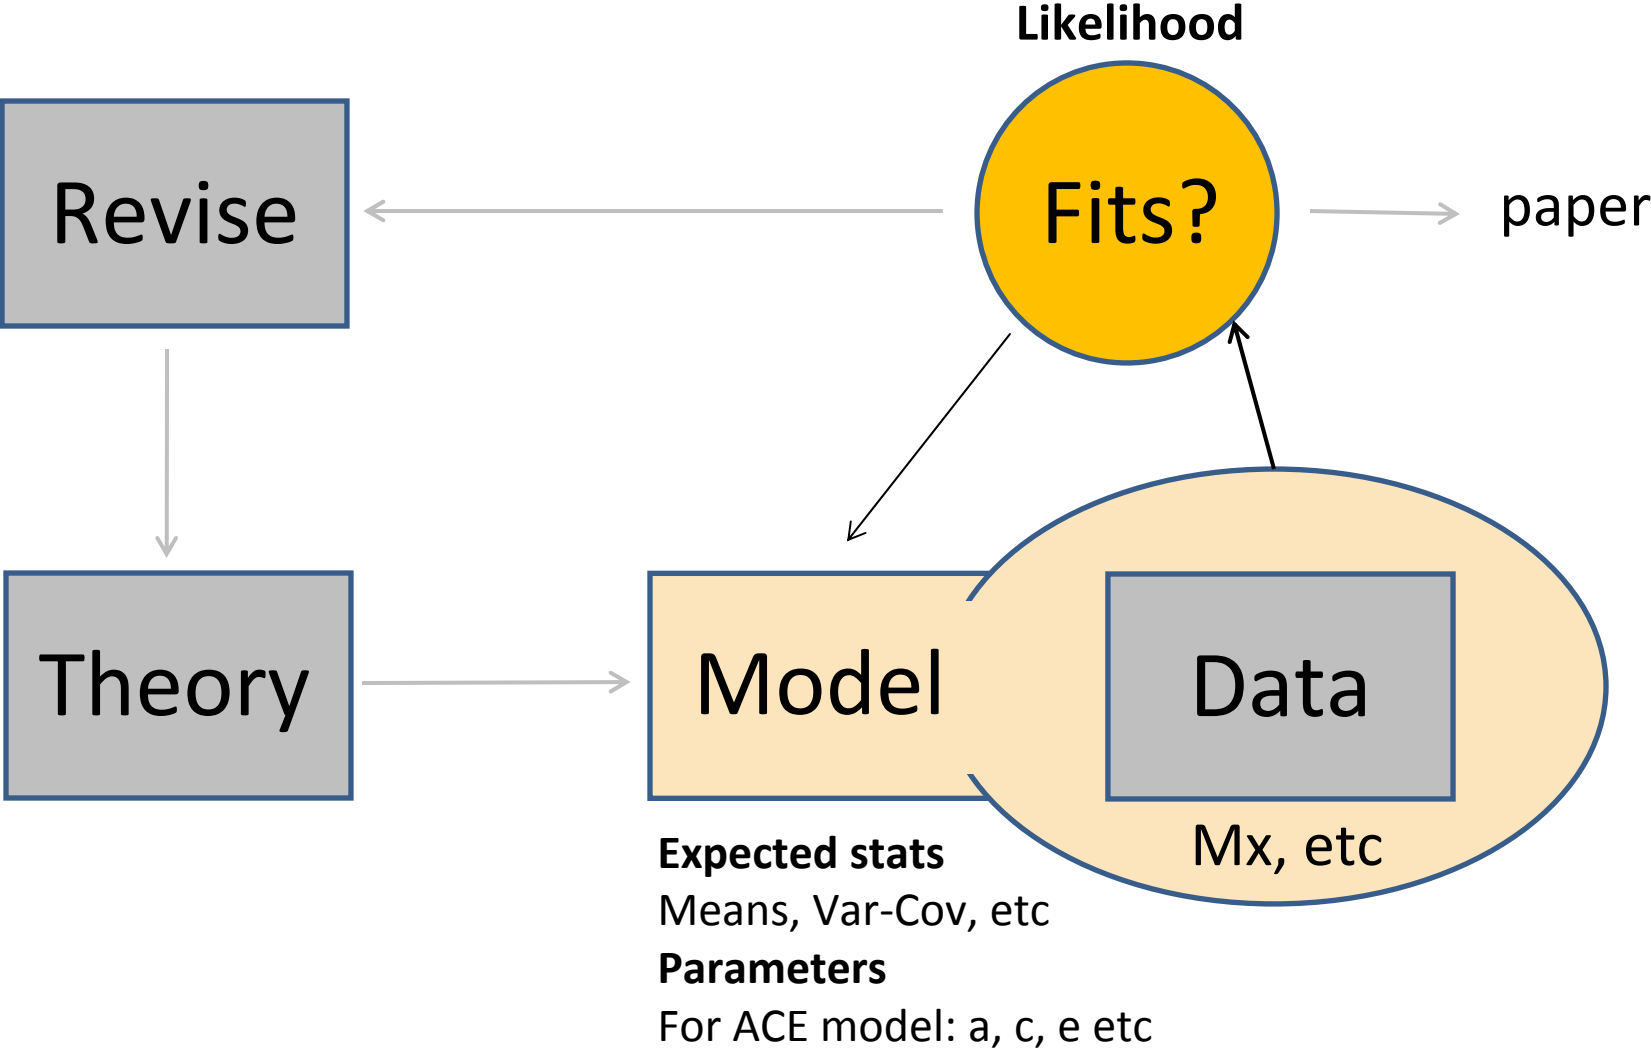 Likelihood
Revise
Fits?
paper
Theory
Model
Data
Mx, etc
Expected stats
Means, Var-Cov, etc
Parameters
For ACE model: a, c, e etc